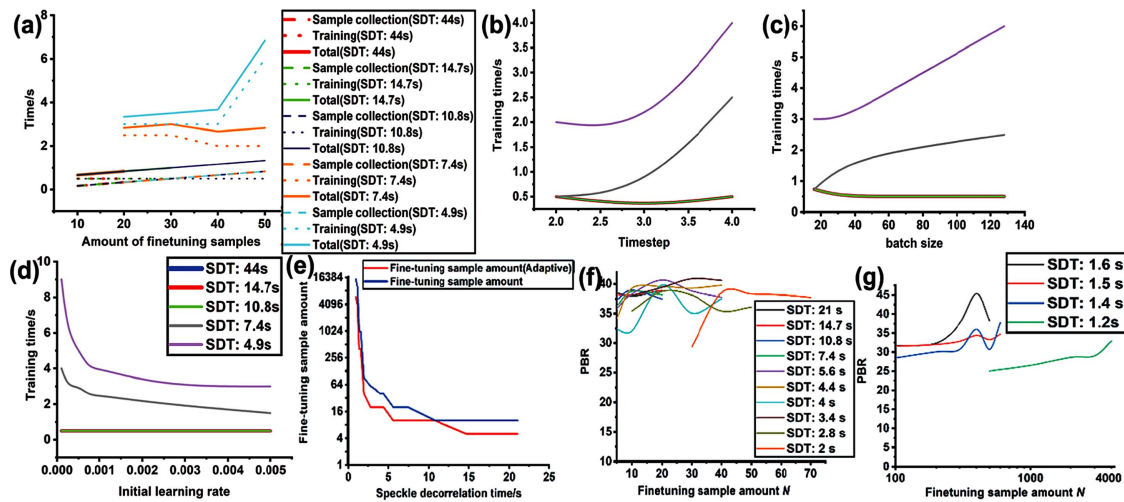 (a)
Time/s
8
6
4
2
0
10 20 30 40 50
Amount of finetuning samples
Sample collection(SDT: 44s)
Training(SDT: 44s)
Total(SDT: 44s)
Sample collection(SDT: 14.7s)
Training(SDT: 14.7s)
Total(SDT: 14.7s)
Sample collection(SDT: 10.8s)
Training(SDT: 10.8s)
Total(SDT: 10.8s)
Sample collection(SDT: 7.4s)
Training(SDT: 7.4s)
Total(SDT: 7.4s)
Sample collection(SDT: 4.9s)
Training(SDT: 4.9s)
Total(SDT: 4.9s)
(b)
Training time/s
4.0
3.5
3.0
2.5
2.0
1.5
1.0
0.5
2.0 2.5 3.0 3.5 4.0
Timestep
(c)
Training time/s
6
5
4
3
2
1
0
20 40 60 80 100 120 140
batch size
(d)
Training time/s
10
8
6
4
2
0
0.000 0.001 0.002 0.003 0.004 0.005
Initial learning rate
SDT: 44s
SDT: 14.7s
SDT: 10.8s
SDT: 7.4s
SDT: 4.9s
(e)
Fine-tuning sample amount(Adaptive)
Fine-tuning sample amount
Fine-tuning sample amount
16384
4096
1024
256
64
16
4
1
0 5 10 15 20 25
Speckle decorrelation time/s
(f)
PBR
40
35
30
25
20
15
10
10 20 30 40 50 60 70
Finetuning sample amount N
SDT: 21 s
SDT: 14.7 s
SDT: 10.8 s
SDT: 7.4 s
SDT: 5.6 s
SDT: 4.4 s
SDT: 4 s
SDT: 3.4 s
SDT: 2.8 s
SDT: 2 s
(g)
PBR
45
40
35
30
25
20
15
10
5
0
100 1000 4000
Finetuning sample amount N
SDT: 1.6 s
SDT: 1.5 s
SDT: 1.4 s
SDT: 1.2s